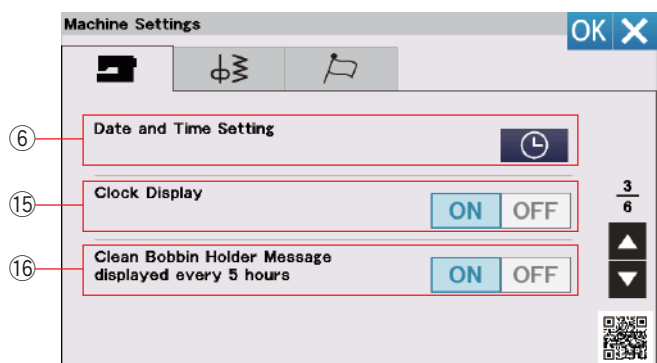 Machine Settings
OK
⑥
Date and Time Setting
⑮
Clock Display
ON OFF
3
6
⑯
Clean Bobbin Holder Message
displayed every 5 hours
ON OFF